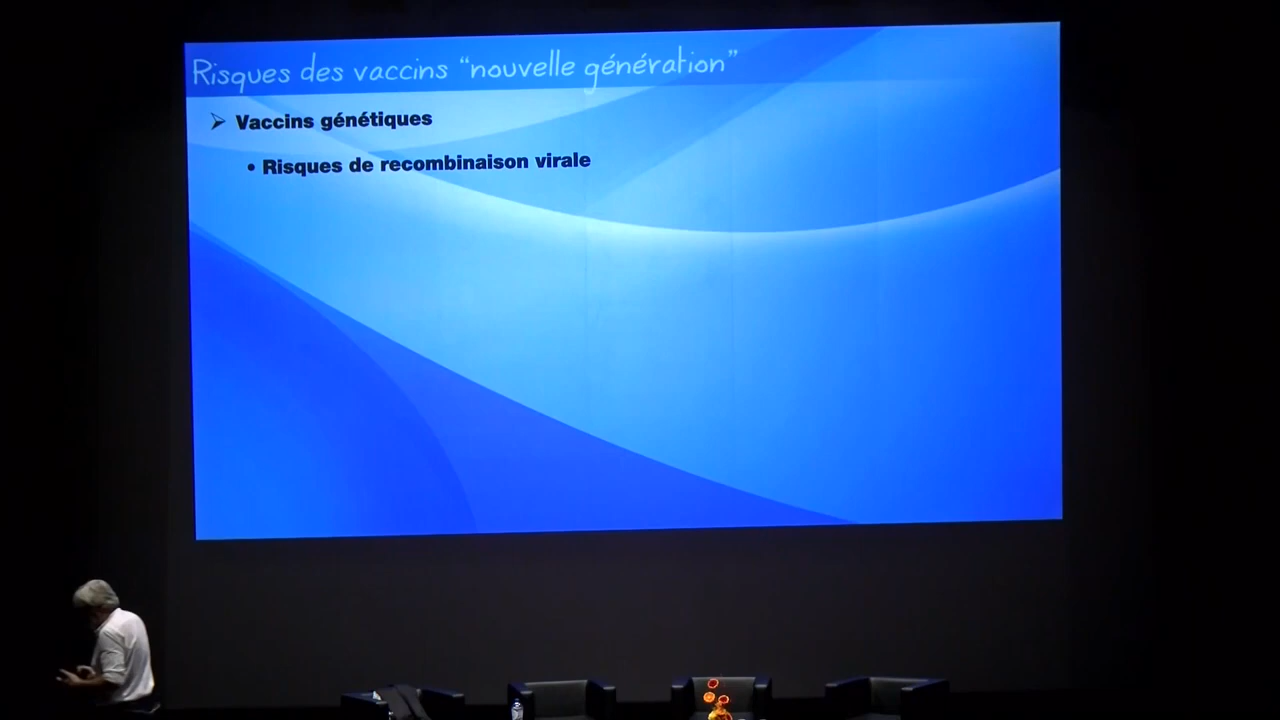 Risques des vaccins “nouvelle génération”
➢ Vaccins génétiques
• Risques de recombinaison virale